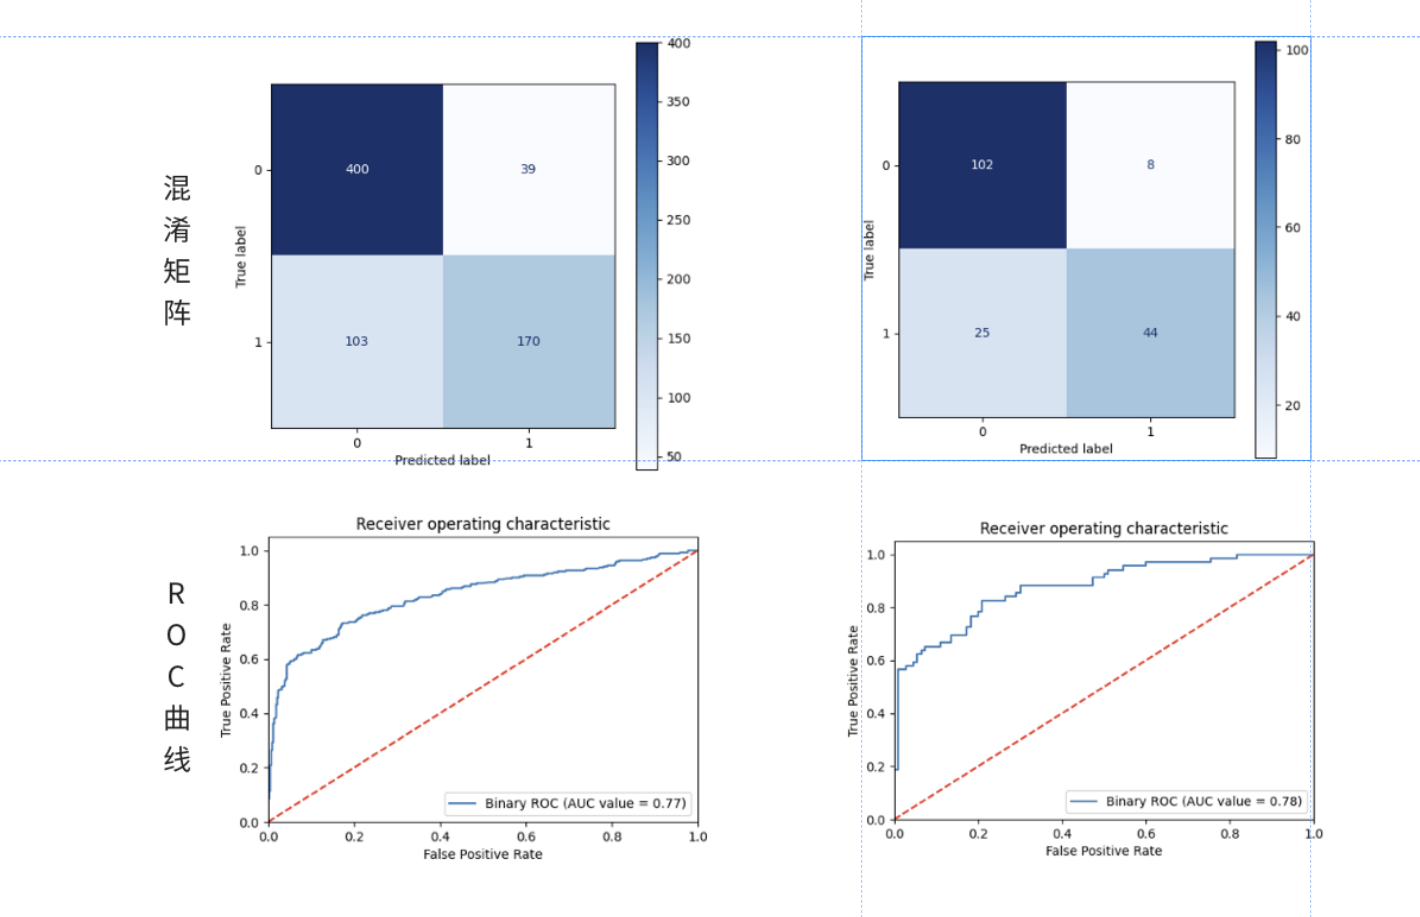 混淆矩阵
400
350
300
250
200
150
100
50
0
1
True label
400
39
103
170
0
1
Predicted label
100
80
60
40
20
0
1
True label
102
8
25
44
0
1
Predicted label
ROC曲线
Receiver operating characteristic
1.0
0.8
0.6
0.4
0.2
0.0
True Positive Rate
Binary ROC (AUC value = 0.77)
0.0 0.2 0.4 0.6 0.8 1.0
False Positive Rate
Receiver operating characteristic
1.0
0.8
0.6
0.4
0.2
0.0
True Positive Rate
Binary ROC (AUC value = 0.78)
0.0 0.2 0.4 0.6 0.8 1.0
False Positive Rate